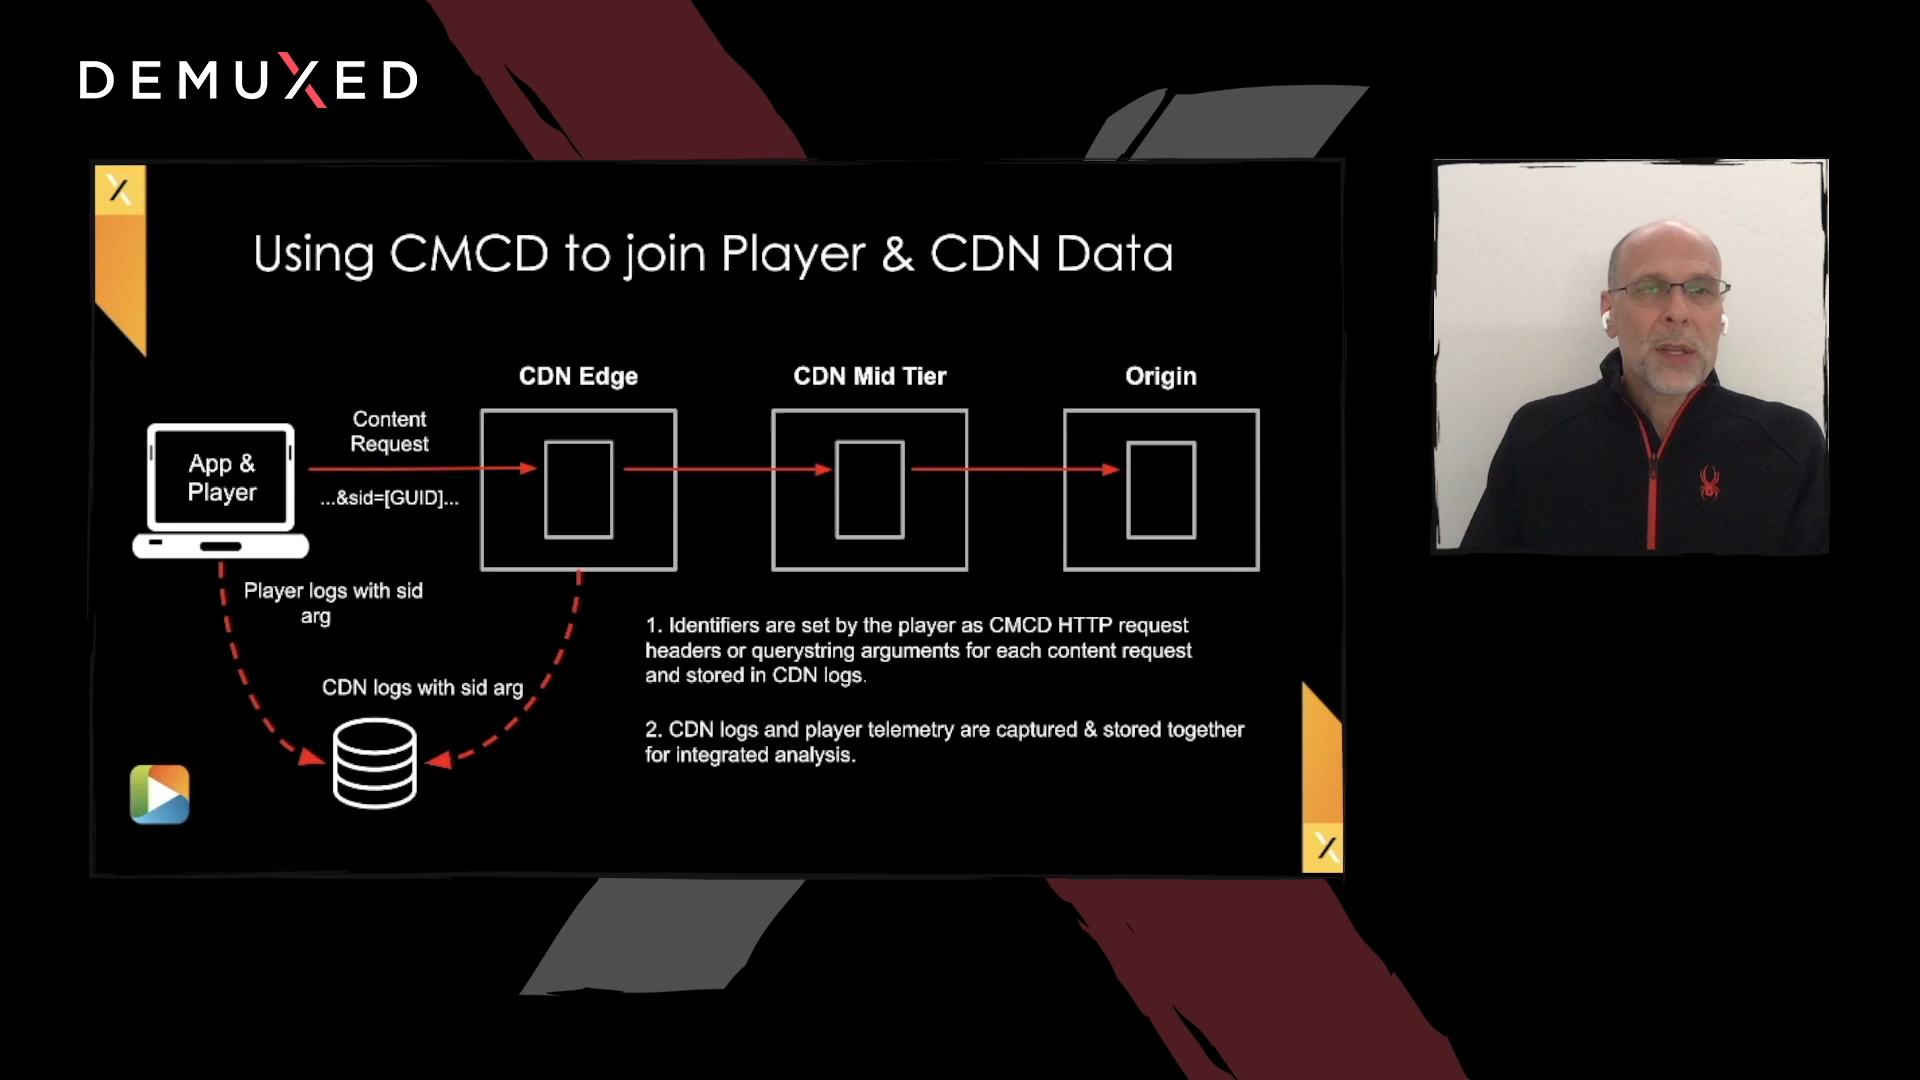 DEMUXED
Using CMCD to join Player & CDN Data
CDN Edge
CDN Mid Tier
Origin
Content
Request
App &
Player
...&sid=[GUID]...
Player logs with sid
arg
CDN logs with sid arg
1. Identifiers are set by the player as CMCD HTTP request
headers or querystring arguments for each content request
and stored in CDN logs.
2. CDN logs and player telemetry are captured & stored together
for integrated analysis.